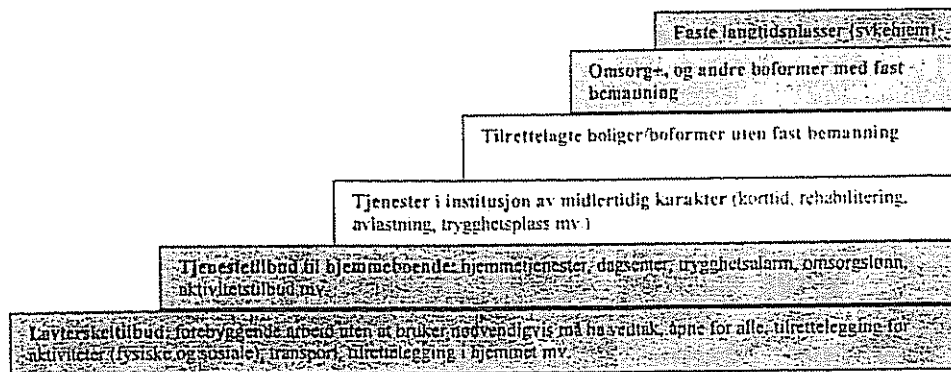 Faste langtidsplasser (sykehjem)
Omsorg+, og andre boformer med fast
bemanning
Tilrettelagte boliger/boformer uten fast bemanning
Tjenester i institusjon av midlertidig karakter (korttid, rehabilitering,
avlastning, trygghetsplass mv.)
Tjenestetilbud til hjemmeboende: hjemmetjenester, dagsenter, trygghetsalarm, omsorgslønn,
aktivitetstilbud mv.
Lavterskeltilbud, forebyggende arbeid uten at bruker nødvendigvis må ha vedtak, åpne for alle, tilrettelegging for
aktiviteter (fysiske og sosiale), transport, tilrettelegging i hjemmet mv.